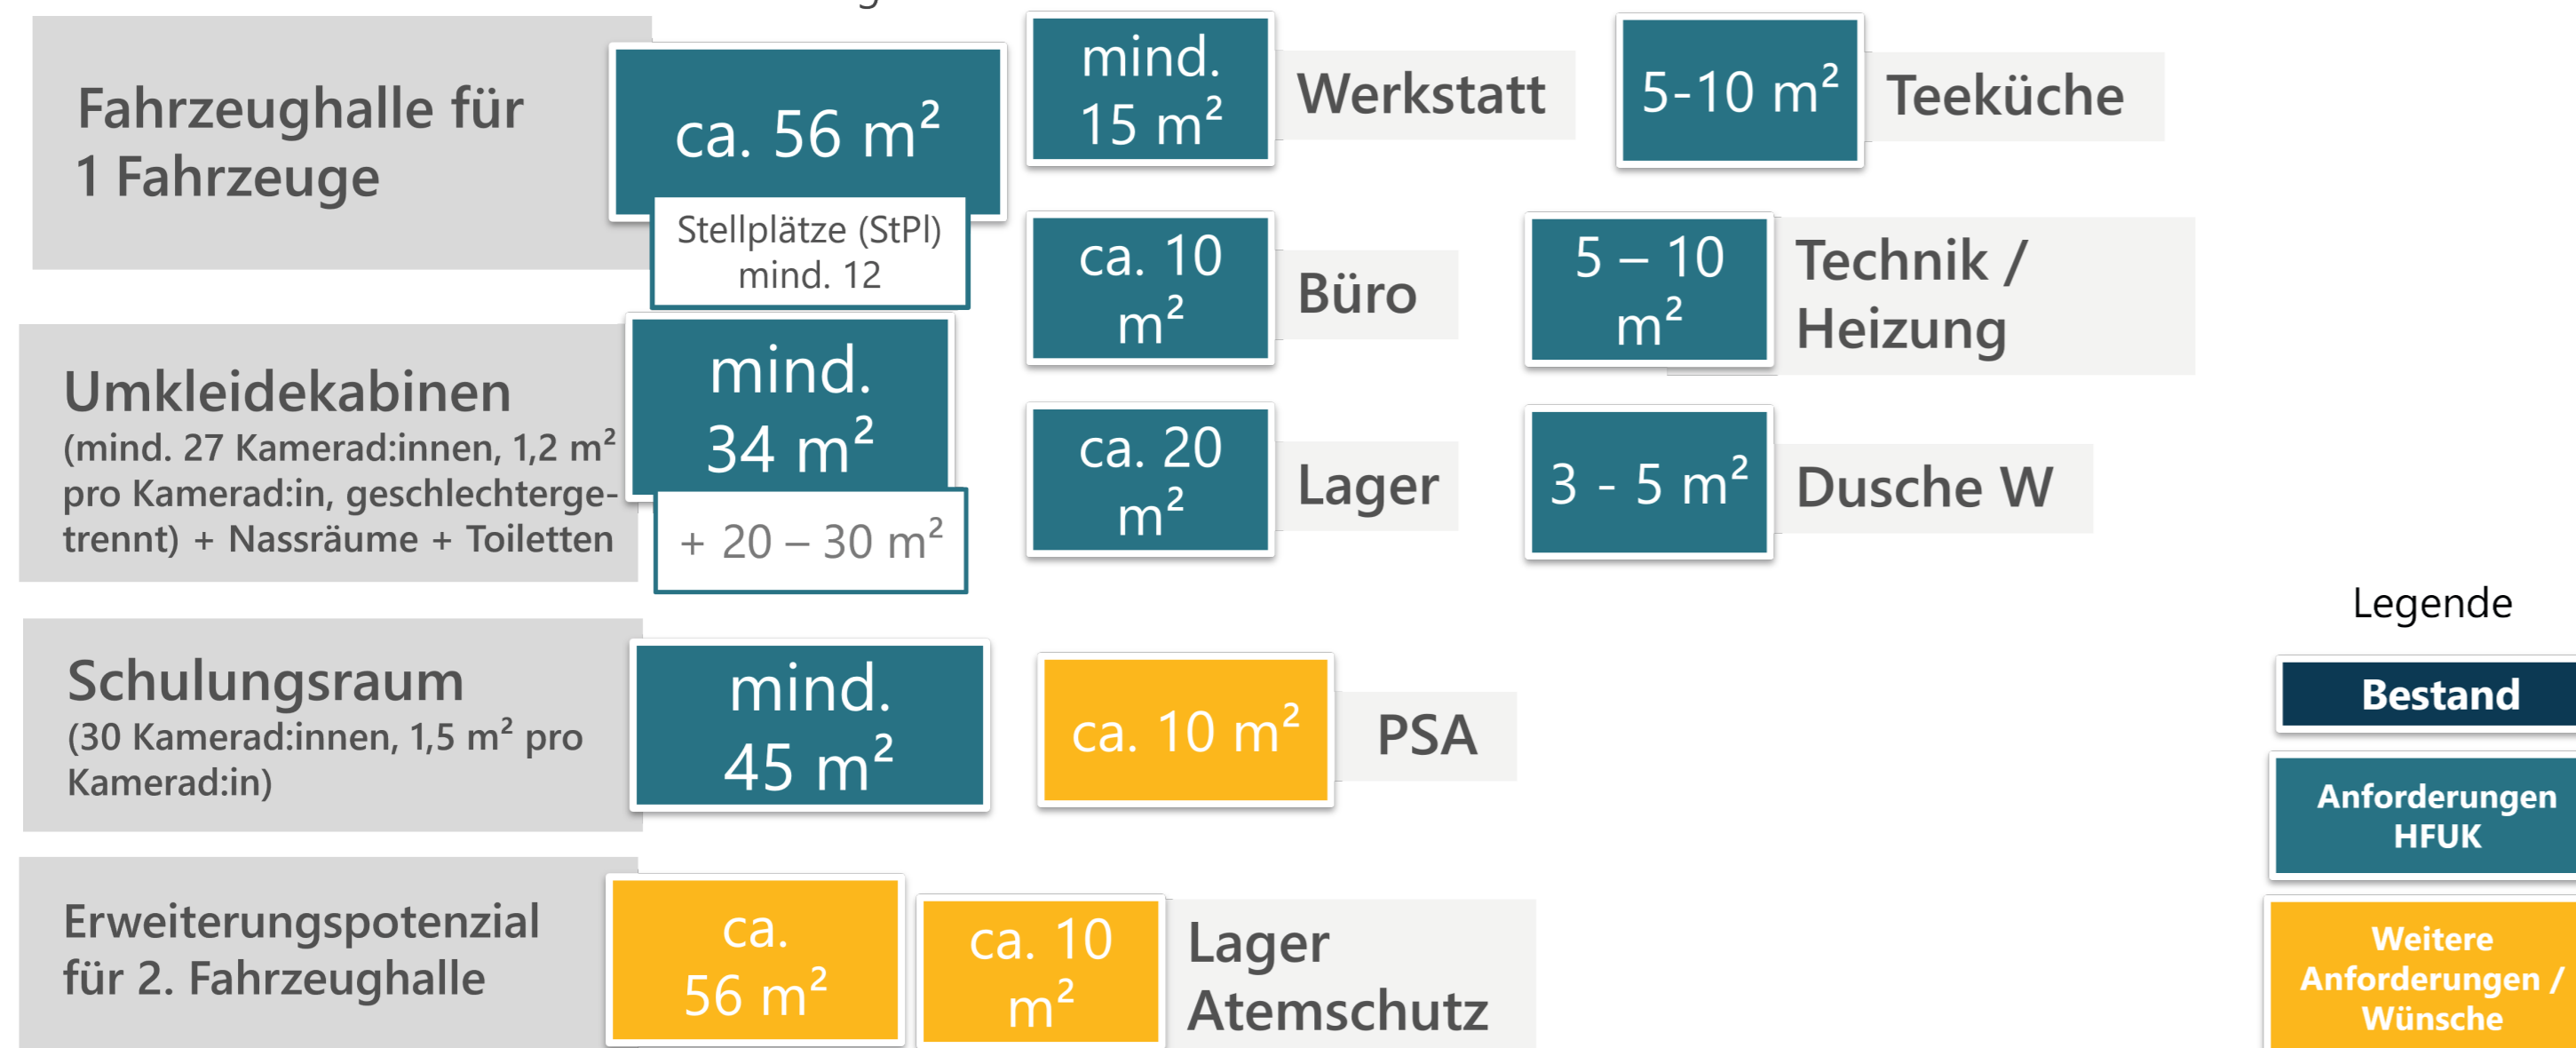 Fahrzeughalle für
1 Fahrzeuge
ca. 56 m²
Stellplätze (StPl)
mind. 12
mind.
15 m²
Werkstatt
5-10 m²
Teeküche
ca. 10
m²
Büro
5 – 10
m²
Technik /
Heizung
Umkleidekabinen
(mind. 27 Kamerad:innen, 1,2 m²
pro Kamerad:in, geschlechterge-
trennt) + Nassräume + Toiletten
mind.
34 m²
+ 20 – 30 m²
ca. 20
m²
Lager
3 - 5 m²
Dusche W
Schulungsraum
(30 Kamerad:innen, 1,5 m² pro
Kamerad:in)
mind.
45 m²
ca. 10 m²
PSA
Erweiterungspotenzial
für 2. Fahrzeughalle
ca.
56 m²
ca. 10
m²
Lager
Atemschutz
Legende
Bestand
Anforderungen
HFUK
Weitere
Anforderungen /
Wünsche